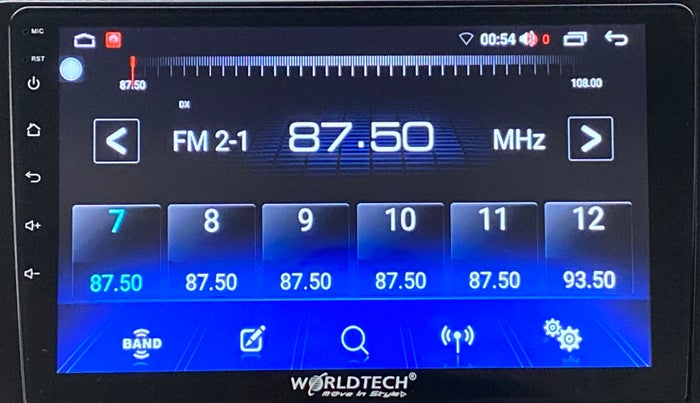 MIC
00:54 0
RST
87.50 108.00
DX
< FM 2-1 87.50 MHz >
7 8 9 10 11 12
87.50 87.50 87.50 87.50 87.50 93.50
BAND
WORLDTECH®
Move in Style